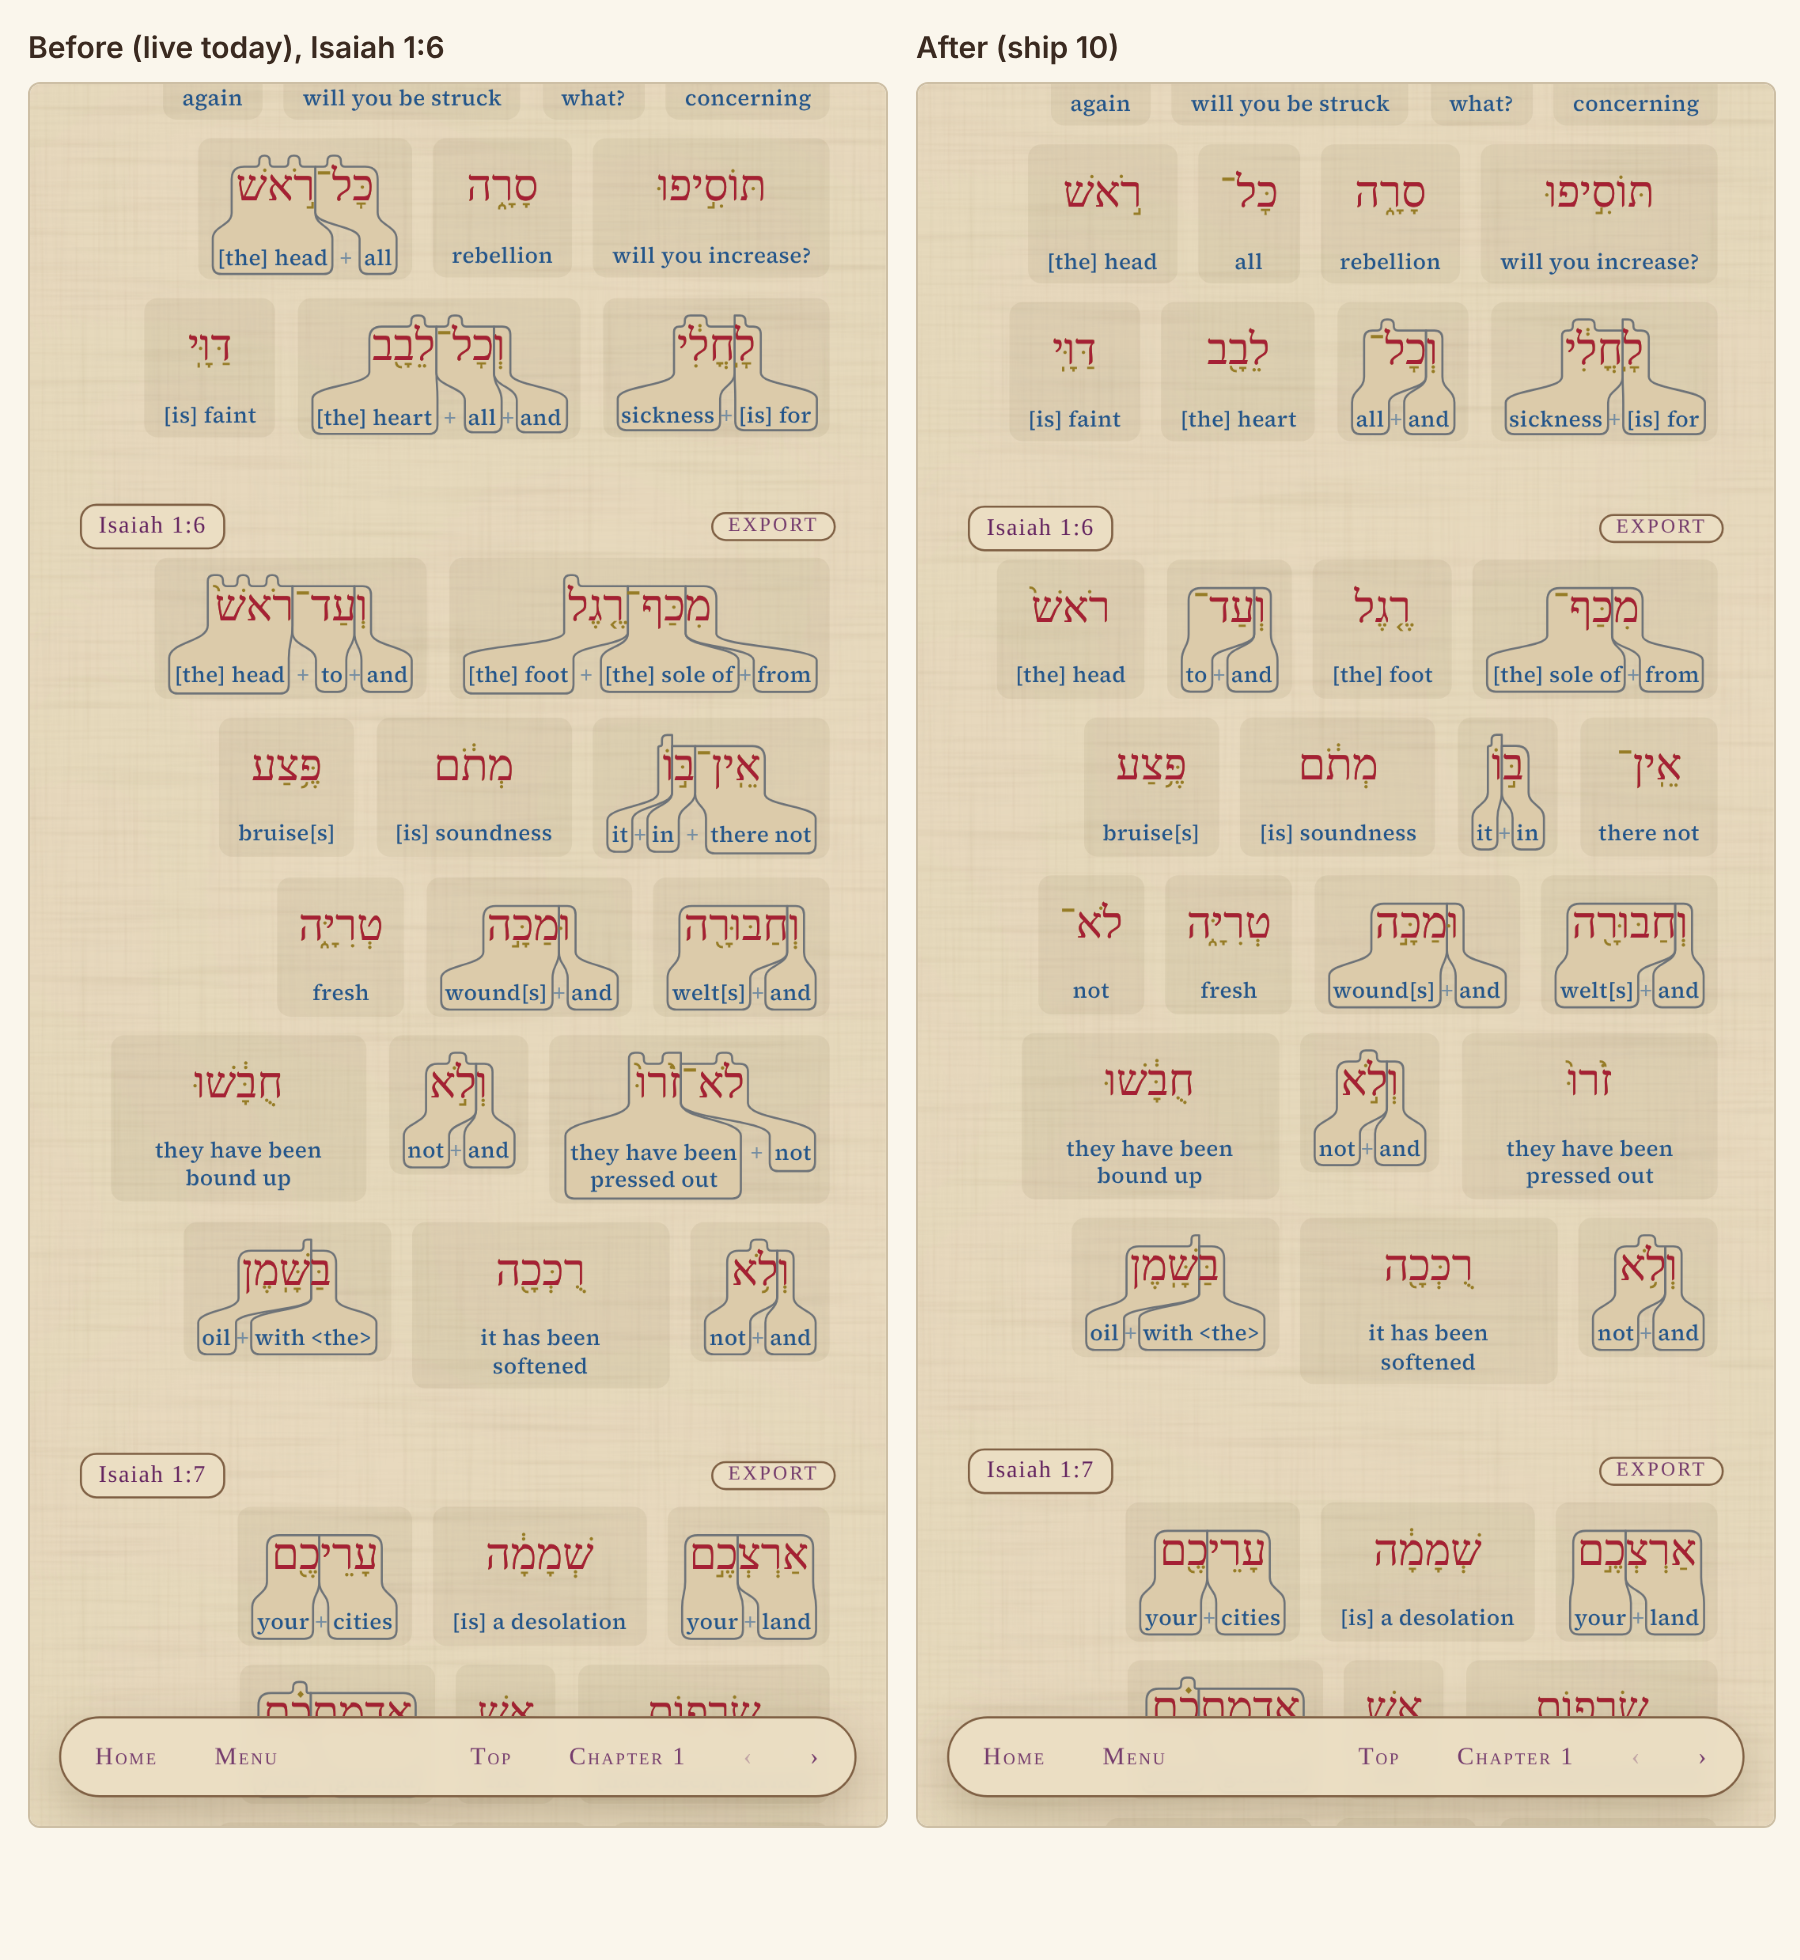 Before (live today), Isaiah 1:6
again will you be struck what? concerning
תּוֹסִ֣יפוּ סָרָ֑ה כָּל־רֹ֣אשׁ
[the] head + all rebellion will you increase?
לָחֳלִ֔י וְכָל־לֵבָ֖ב דַּוָּֽי
[is] faint [the] heart + all + and sickness + [is] for
Isaiah 1:6 EXPORT
מִכַּף־רֶ֤גֶל וְעַד־רֹאשׁ֙
[the] head + to + and [the] foot + [the] sole of + from
אֵֽין־בּ֣וֹ מְתֹ֔ם פֶּ֥צַע
bruise[s] [is] soundness it + in + there not
וְחַבּוּרָ֖ה וּמַכָּ֣ה טְרִיָּ֑ה
fresh wound[s] + and welt[s] + and
לֹא־זֹ֙רוּ֙ וְלֹ֣א חֻבָּ֔שׁוּ
they have been bound up not + and they have been pressed out + not
וְלֹ֥א רֻכְּכָ֖ה בַּשָּֽׁמֶן
oil + with <the> it has been softened not + and
Isaiah 1:7 EXPORT
אַרְצְכֶ֣ם שְׁמָמָ֔ה עָרֵיכֶ֖ם
your + cities [is] a desolation your + land
Home Menu Top Chapter 1 ‹ ›
After (ship 10)
again will you be struck what? concerning
תּוֹסִ֣יפוּ סָרָ֑ה כָּל־ רֹ֣אשׁ
[the] head all rebellion will you increase?
לָחֳלִ֔י וְכָל־ לֵבָ֖ב דַּוָּֽי
[is] faint [the] heart all + and sickness + [is] for
Isaiah 1:6 EXPORT
מִכַּף־ רֶ֤גֶל וְעַד־ רֹאשׁ֙
[the] head to + and [the] foot [the] sole of + from
אֵֽין־ בּ֣וֹ מְתֹ֔ם פֶּ֥צַע
bruise[s] [is] soundness it + in there not
וְחַבּוּרָ֖ה וּמַכָּ֣ה טְרִיָּ֑ה לֹא־
not fresh wound[s] + and welt[s] + and
זֹ֙רוּ֙ וְלֹ֣א חֻבָּ֔שׁוּ
they have been bound up not + and they have been pressed out
וְלֹ֥א רֻכְּכָ֖ה בַּשָּֽׁמֶן
oil + with <the> it has been softened not + and
Isaiah 1:7 EXPORT
אַרְצְכֶ֣ם שְׁמָמָ֔ה עָרֵיכֶ֖ם
your + cities [is] a desolation your + land
Home Menu Top Chapter 1 ‹ ›